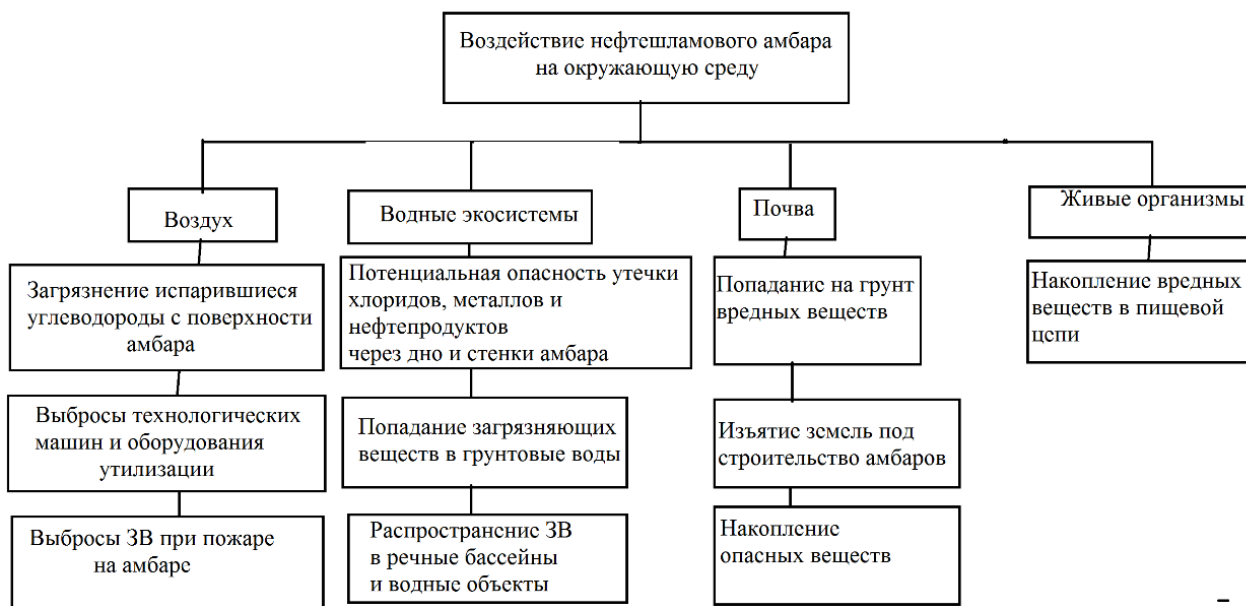 Воздействие нефтешламового амбара
на окружающую среду
Воздух
Водные экосистемы
Почва
Живые организмы
Загрязнение испарившиеся
углеводороды с поверхности
амбара
Потенциальная опасность утечки
хлоридов, металлов и
нефтепродуктов
через дно и стенки амбара
Попадание на грунт
вредных веществ
Накопление вредных
веществ в пищевой
цепи
Выбросы технологических
машин и оборудования
утилизации
Попадание загрязняющих
веществ в грунтовые воды
Изъятие земель под
строительство амбаров
Выбросы ЗВ при пожаре
на амбаре
Распространение ЗВ
в речные бассейны
и водные объекты
Накопление
опасных веществ